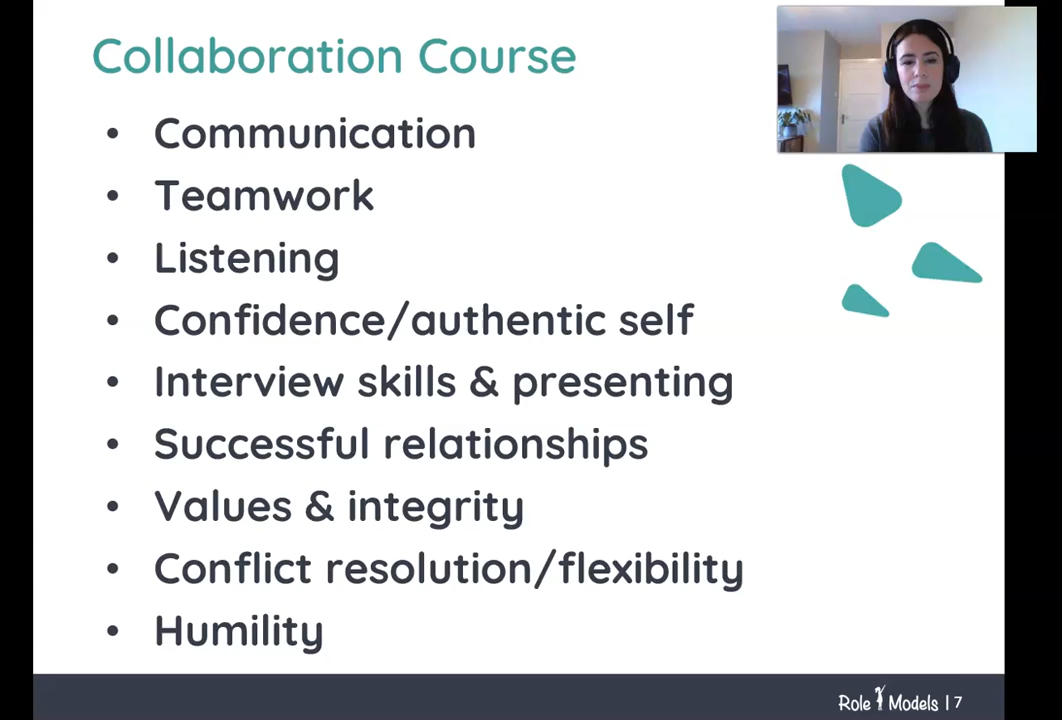 Collaboration Course
• Communication
• Teamwork
• Listening
• Confidence/authentic self
• Interview skills & presenting
• Successful relationships
• Values & integrity
• Conflict resolution/flexibility
• Humility
Role Models | 7